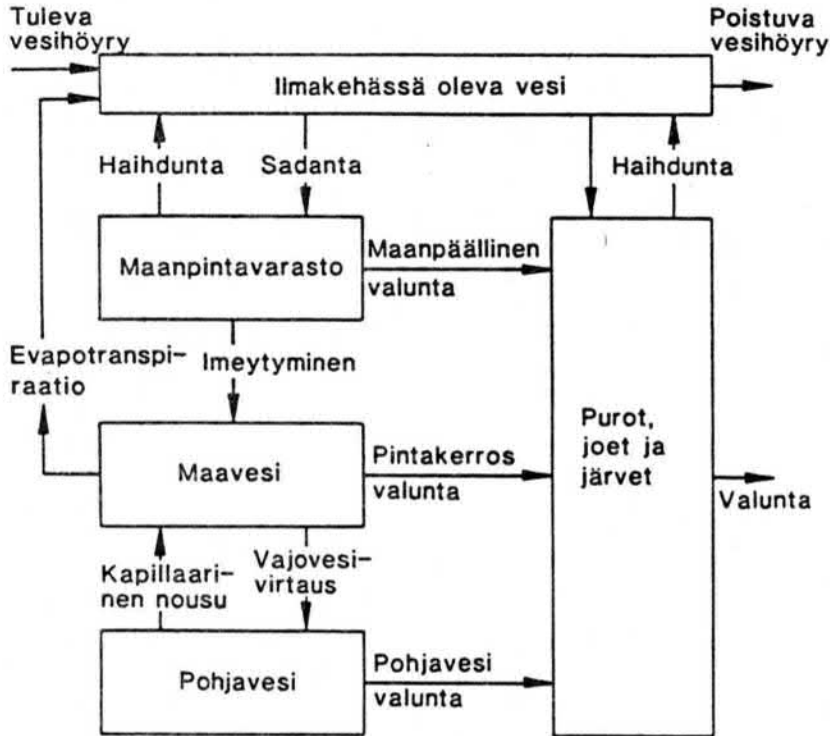 Tuleva
vesihöyry
Poistuva
vesihöyry
Ilmakehässä oleva vesi
Haihdunta
Sadanta
Haihdunta
Maanpintavarasto
Maanpäällinen
valunta
Evapotranspi-
raatio
Imeytyminen
Purot,
joet ja
järvet
Maavesi
Pintakerros
valunta
Valunta
Kapillaari-
nen nousu
Vajovesi-
virtaus
Pohjavesi
Pohjavesi
valunta